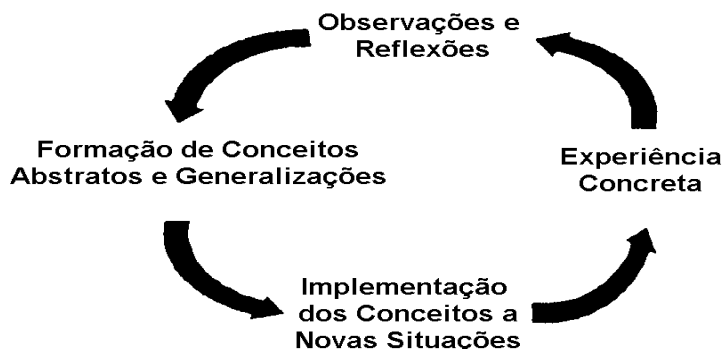 Observações e
Reflexões
Formação de Conceitos
Abstratos e Generalizações
Experiência
Concreta
Implementação
dos Conceitos a
Novas Situações